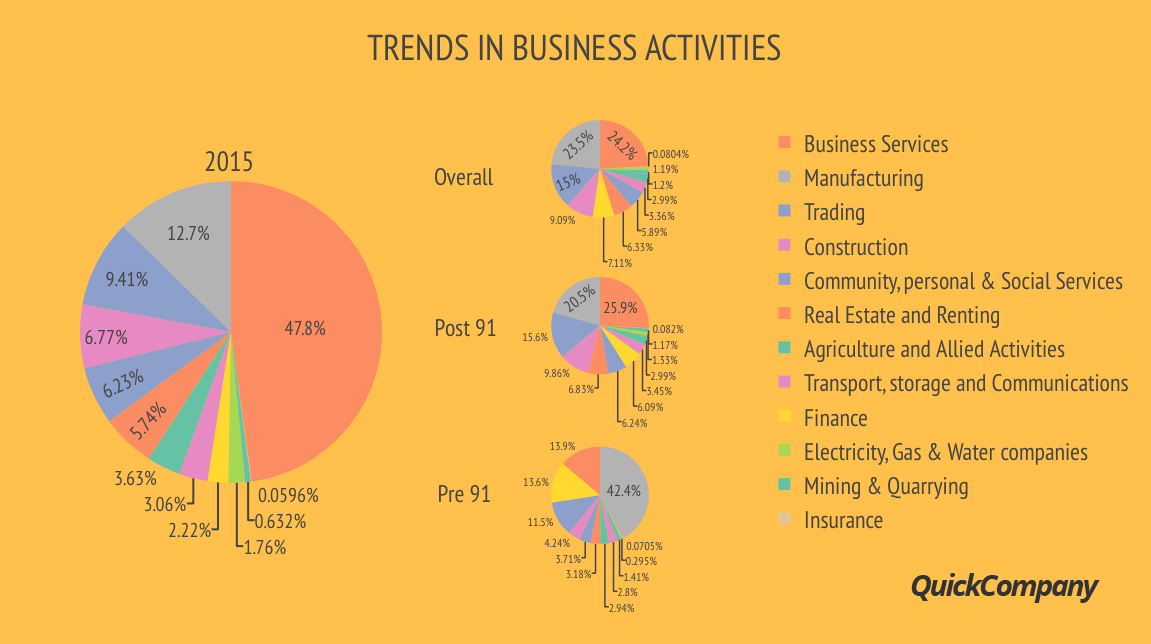 TRENDS IN BUSINESS ACTIVITIES
2015
47.8%
12.7%
9.41%
6.77%
6.23%
5.74%
3.63%
3.06%
2.22%
1.76%
0.632%
0.0596%
Overall
24.2%
23.5%
15%
9.09%
7.11%
6.33%
5.89%
3.36%
2.99%
1.2%
1.19%
0.0804%
Post 91
25.9%
20.5%
15.6%
9.86%
6.83%
6.24%
6.09%
3.45%
2.99%
1.33%
1.17%
0.082%
Pre 91
42.4%
13.9%
13.6%
11.5%
4.24%
3.71%
3.18%
2.94%
2.8%
1.41%
0.295%
0.0705%
Business Services
Manufacturing
Trading
Construction
Community, personal & Social Services
Real Estate and Renting
Agriculture and Allied Activities
Transport, storage and Communications
Finance
Electricity, Gas & Water companies
Mining & Quarrying
Insurance
QuickCompany